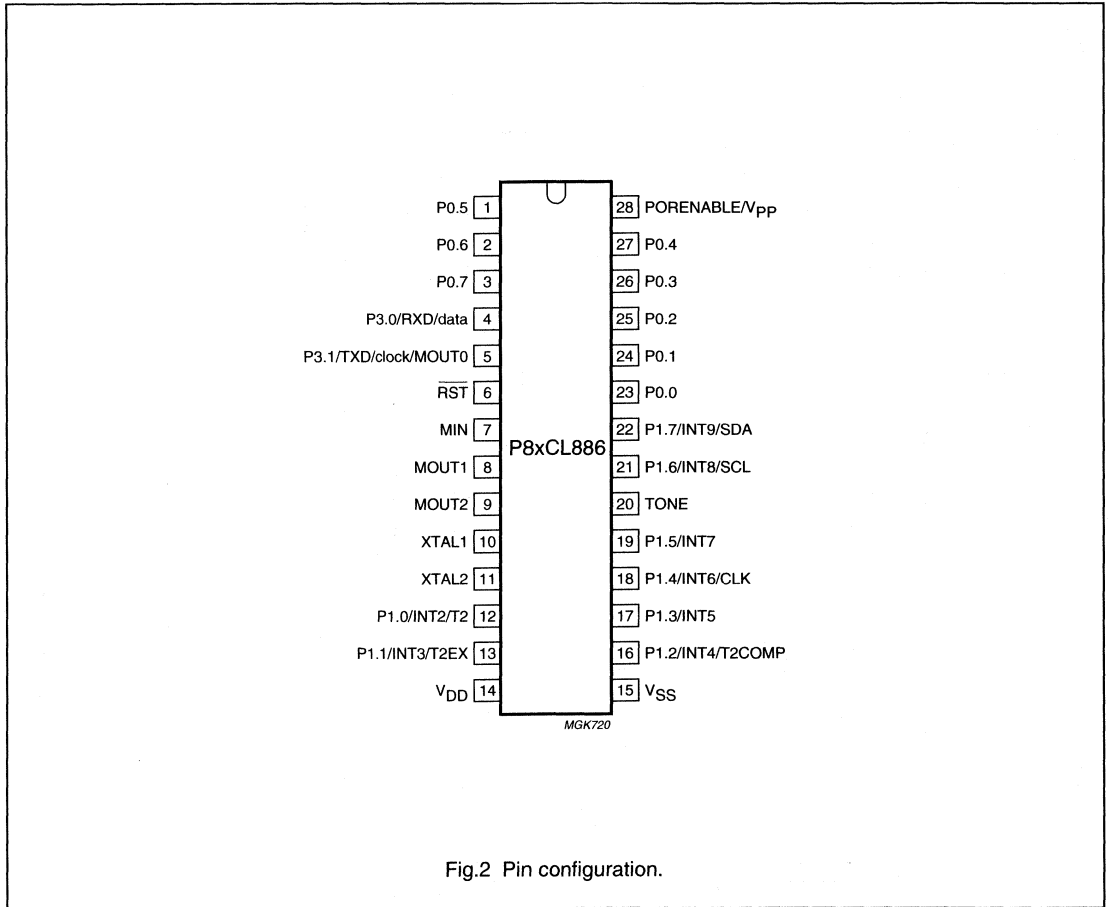 P0.5 1
P0.6 2
P0.7 3
P3.0/RXD/data 4
P3.1/TXD/clock/MOUT0 5
R̅S̅T̅ 6
MIN 7
MOUT1 8
MOUT2 9
XTAL1 10
XTAL2 11
P1.0/INT2/T2 12
P1.1/INT3/T2EX 13
VDD 14
P8xCL886
28 PORENABLE/VPP
27 P0.4
26 P0.3
25 P0.2
24 P0.1
23 P0.0
22 P1.7/INT9/SDA
21 P1.6/INT8/SCL
20 TONE
19 P1.5/INT7
18 P1.4/INT6/CLK
17 P1.3/INT5
16 P1.2/INT4/T2COMP
15 VSS
MGK720
Fig.2 Pin configuration.